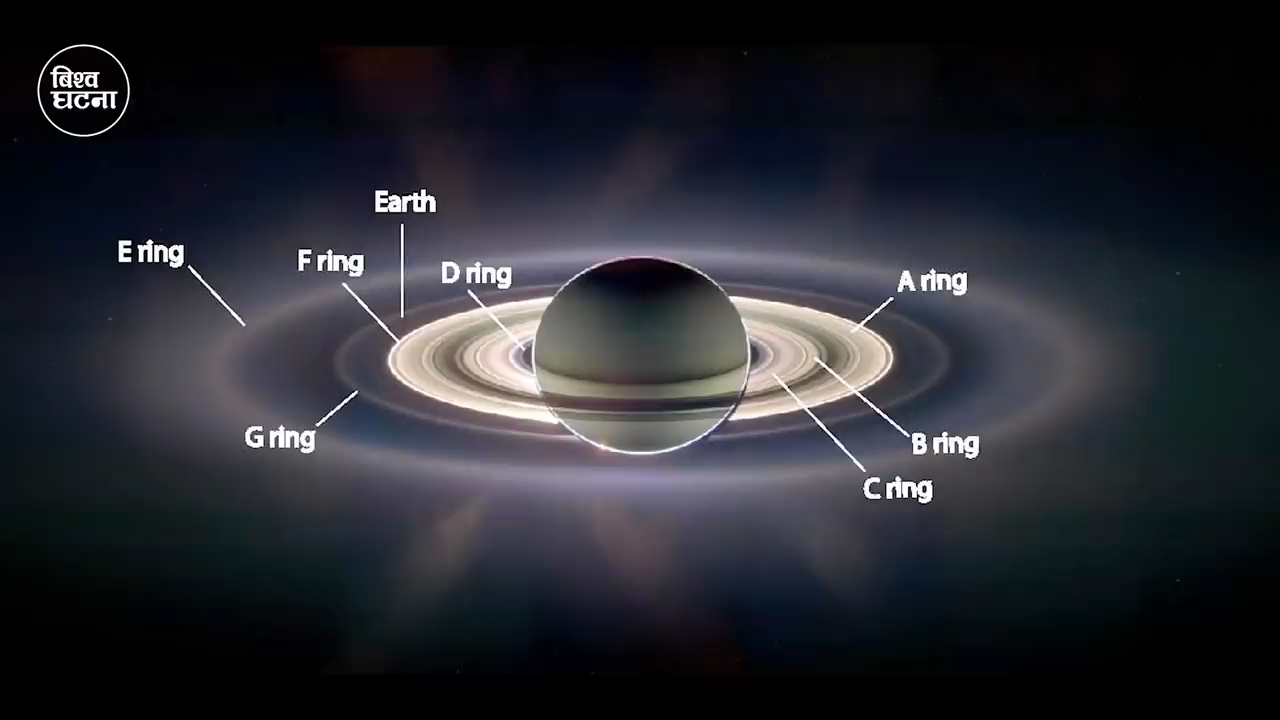 बिश्व
घटना
Earth
E ring
F ring
D ring
A ring
G ring
B ring
C ring